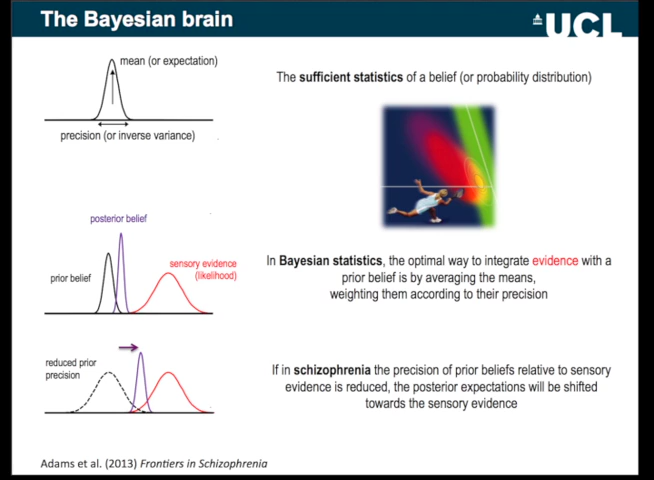 The Bayesian brain
UCL
mean (or expectation)
precision (or inverse variance)
The sufficient statistics of a belief (or probability distribution)
posterior belief
prior belief
sensory evidence
(likelihood)
In Bayesian statistics, the optimal way to integrate evidence with a
prior belief is by averaging the means,
weighting them according to their precision
reduced prior
precision
If in schizophrenia the precision of prior beliefs relative to sensory
evidence is reduced, the posterior expectations will be shifted
towards the sensory evidence
Adams et al. (2013) Frontiers in Schizophrenia